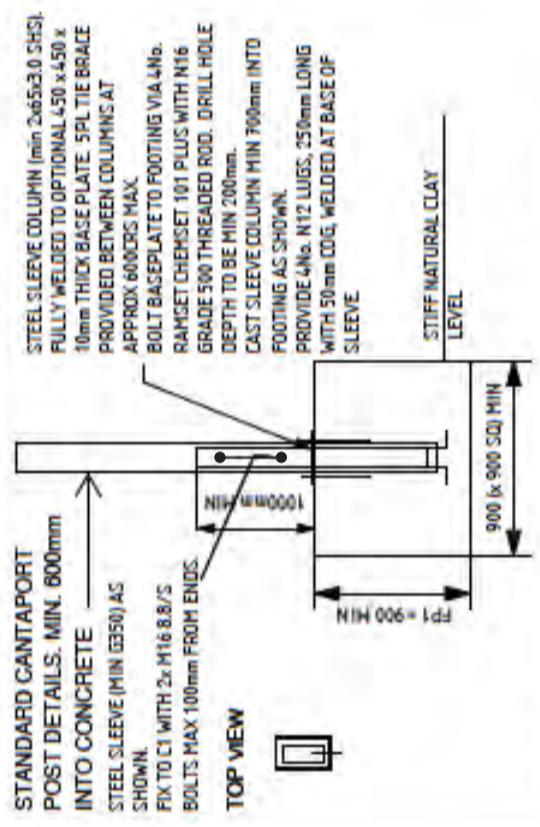 STANDARD CANTAPORT
POST DETAILS. MIN. 600mm
INTO CONCRETE
STEEL SLEEVE (MIN G350) AS
SHOWN.
FIX TO C1 WITH 2x M16 8.8/S
BOLTS MAX 100mm FROM ENDS.
TOP VIEW
1000mm MIN
FP1 = 900 MIN
900 (x 900 SQ) MIN
STEEL SLEEVE COLUMN (min 2x65x3.0 SHS).
FULLY WELDED TO OPTIONAL 450 x 450 x
10mm THICK BASE PLATE 5PL TIE BRACE
PROVIDED BETWEEN COLUMNS AT
APPROX 600CRS MAX.
BOLT BASEPLATE TO FOOTING VIA 4No.
RAMSET CHEMSET 101 PLUS WITH N16
GRADE 500 THREADED ROD. DRILL HOLE
DEPTH TO BE MIN 200mm.
CAST SLEEVE COLUMN MIN 700mm INTO
FOOTING AS SHOWN.
PROVIDE 4No. N12 LUGS, 250mm LONG
WITH 50mm COG, WELDED AT BASE OF
SLEEVE
STIFF NATURAL CLAY
LEVEL